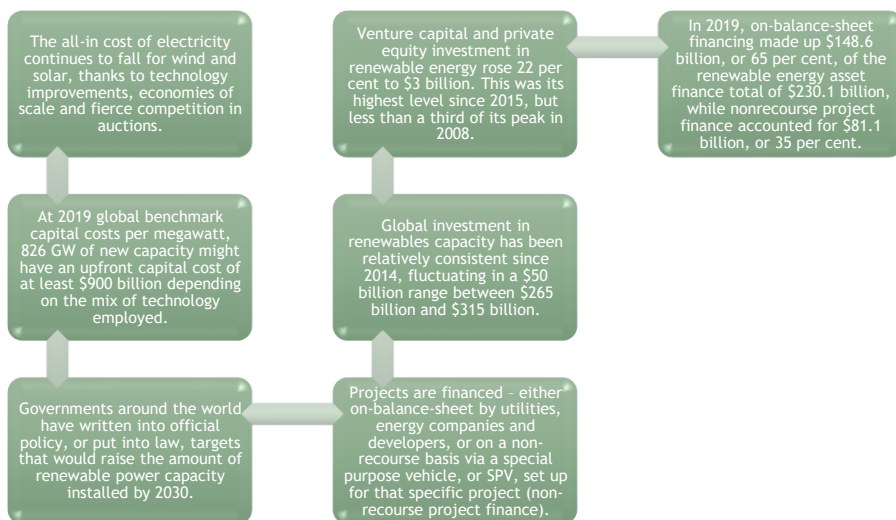 The all-in cost of electricity
continues to fall for wind and
solar, thanks to technology
improvements, economies of
scale and fierce competition in
auctions.
At 2019 global benchmark
capital costs per megawatt,
826 GW of new capacity might
have an upfront capital cost of
at least $900 billion depending
on the mix of technology
employed.
Governments around the world
have written into official
policy, or put into law, targets
that would raise the amount of
renewable power capacity
installed by 2030.
Projects are financed – either
on-balance-sheet by utilities,
energy companies and
developers, or on a non-
recourse basis via a special
purpose vehicle, or SPV, set up
for that specific project (non-
recourse project finance).
Global investment in
renewables capacity has been
relatively consistent since
2014, fluctuating in a $50
billion range between $265
billion and $315 billion.
Venture capital and private
equity investment in
renewable energy rose 22 per
cent to $3 billion. This was its
highest level since 2015, but
less than a third of its peak in
2008.
In 2019, on-balance-sheet
financing made up $148.6
billion, or 65 per cent, of the
renewable energy asset
finance total of $230.1 billion,
while nonrecourse project
finance accounted for $81.1
billion, or 35 per cent.